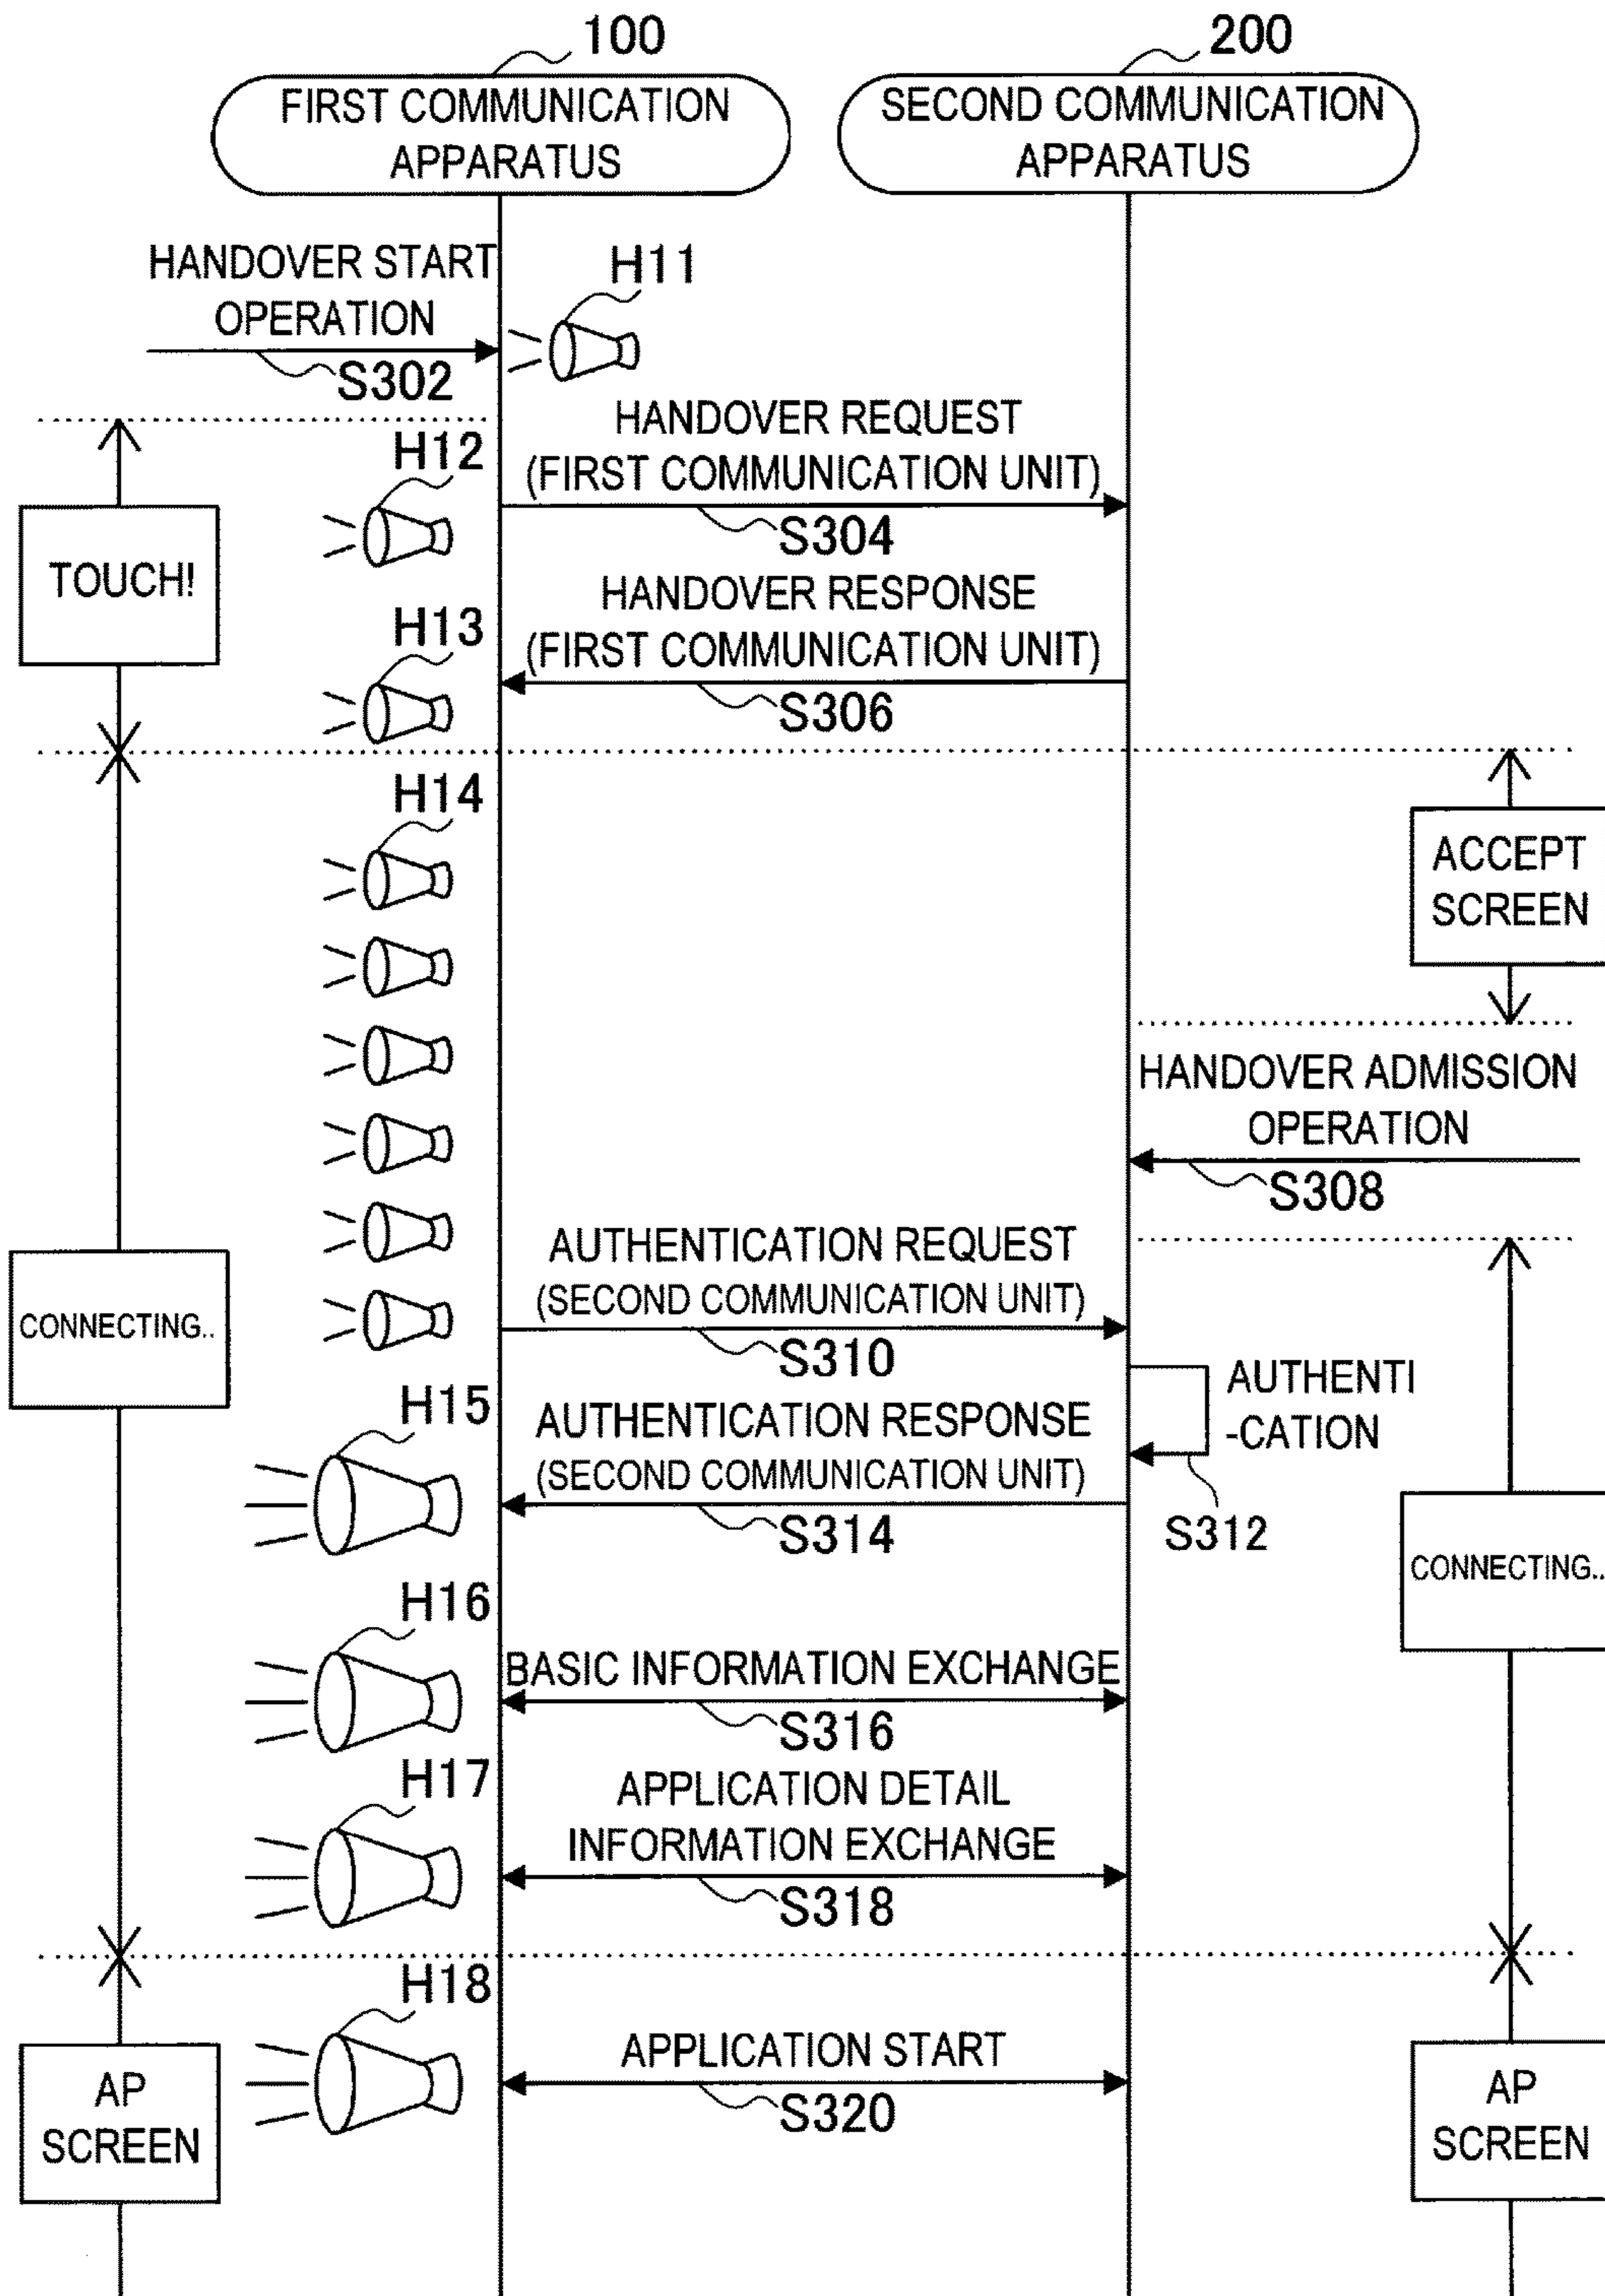 100
200
FIRST COMMUNICATION
APPARATUS
SECOND COMMUNICATION
APPARATUS
HANDOVER START
OPERATION
S302
H11
HANDOVER REQUEST
(FIRST COMMUNICATION UNIT)
S304
H12
TOUCH!
HANDOVER RESPONSE
(FIRST COMMUNICATION UNIT)
S306
H13
H14
ACCEPT
SCREEN
HANDOVER ADMISSION
OPERATION
S308
AUTHENTICATION REQUEST
(SECOND COMMUNICATION UNIT)
S310
CONNECTING..
AUTHENTI
-CATION
S312
H15
AUTHENTICATION RESPONSE
(SECOND COMMUNICATION UNIT)
S314
CONNECTING..
H16
BASIC INFORMATION EXCHANGE
S316
H17
APPLICATION DETAIL
INFORMATION EXCHANGE
S318
H18
APPLICATION START
S320
AP
SCREEN
AP
SCREEN